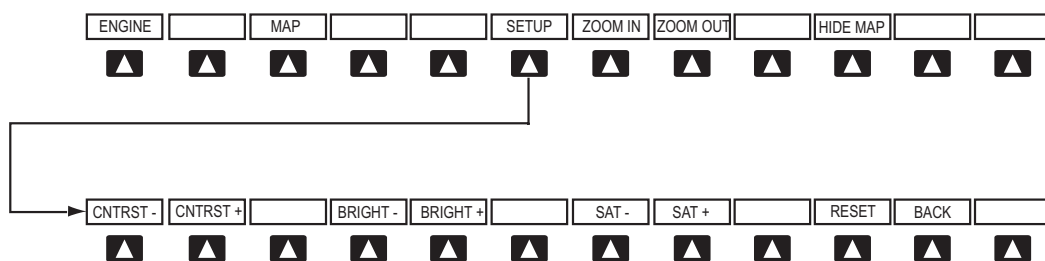 ENGINE MAP SETUP ZOOM IN ZOOM OUT HIDE MAP
CNTRST - CNTRST + BRIGHT - BRIGHT + SAT - SAT + RESET BACK